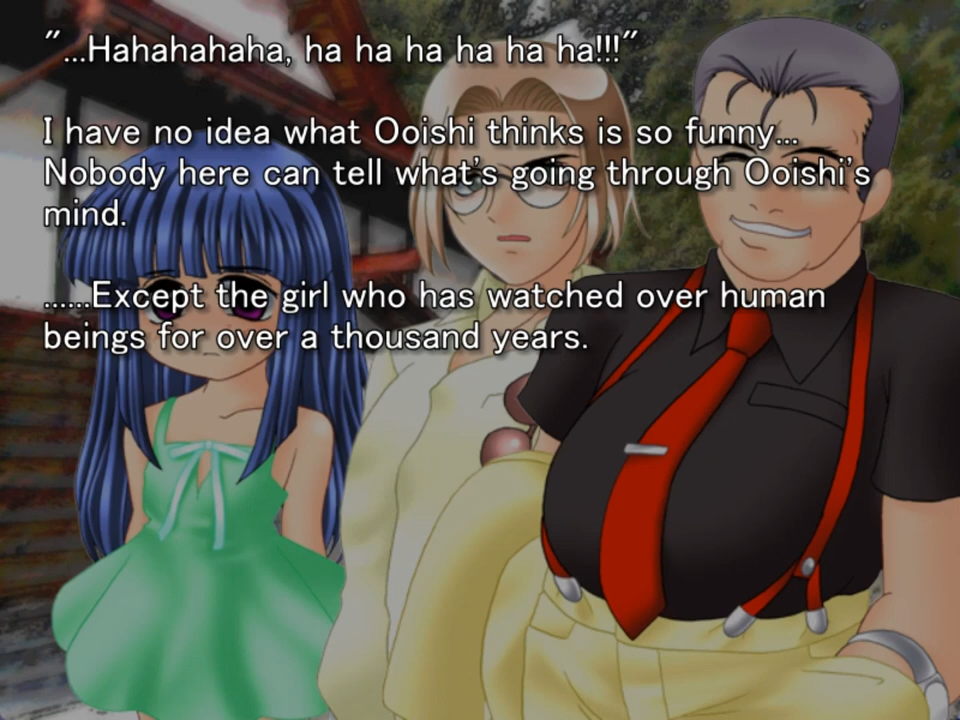 "...Hahahahaha, ha ha ha ha ha ha!!!"
I have no idea what Ooishi thinks is so funny...
Nobody here can tell what's going through Ooishi's
mind.
......Except the girl who has watched over human
beings for over a thousand years.